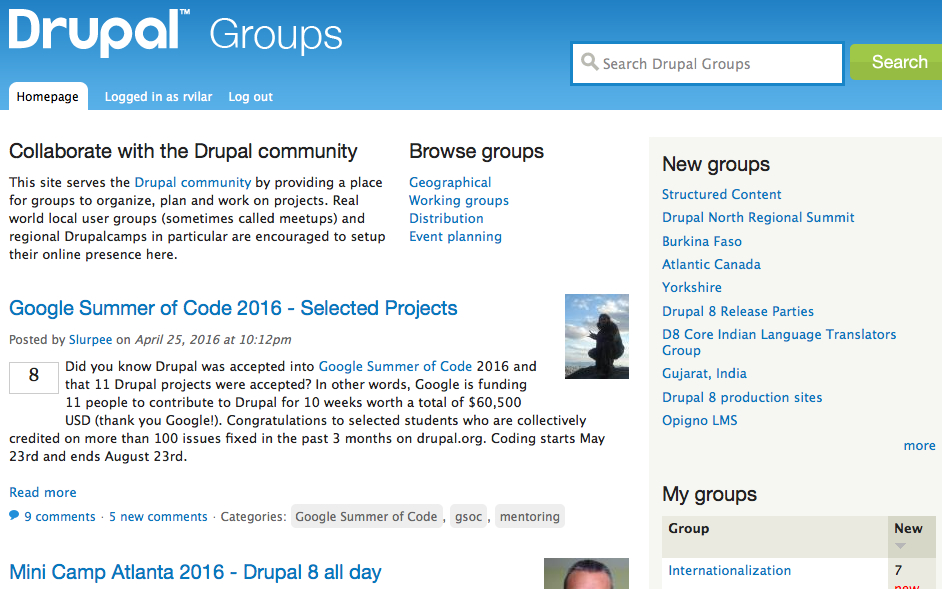 Drupal™ Groups
Search Drupal Groups
Search
Homepage
Logged in as rvilar
Log out
Collaborate with the Drupal community
This site serves the Drupal community by providing a place
for groups to organize, plan and work on projects. Real
world local user groups (sometimes called meetups) and
regional Drupalcamps in particular are encouraged to setup
their online presence here.
Browse groups
Geographical
Working groups
Distribution
Event planning
Google Summer of Code 2016 - Selected Projects
Posted by Slurpee on April 25, 2016 at 10:12pm
8
Did you know Drupal was accepted into Google Summer of Code 2016 and
that 11 Drupal projects were accepted? In other words, Google is funding
11 people to contribute to Drupal for 10 weeks worth a total of $60,500
USD (thank you Google!). Congratulations to selected students who are collectively
credited on more than 100 issues fixed in the past 3 months on drupal.org. Coding starts May
23rd and ends August 23rd.
Read more
9 comments · 5 new comments · Categories: Google Summer of Code , gsoc , mentoring
Mini Camp Atlanta 2016 - Drupal 8 all day
New groups
Structured Content
Drupal North Regional Summit
Burkina Faso
Atlantic Canada
Yorkshire
Drupal 8 Release Parties
D8 Core Indian Language Translators
Group
Gujarat, India
Drupal 8 production sites
Opigno LMS
more
My groups
Group New
Internationalization 7
new